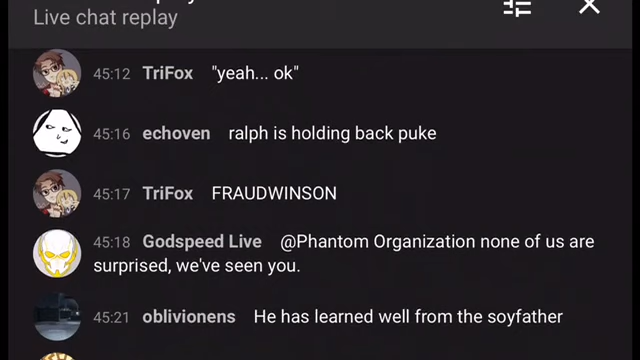 Live chat replay
45:12 TriFox "yeah... ok"
45:16 echoven ralph is holding back puke
45:17 TriFox FRAUDWINSON
45:18 Godspeed Live @Phantom Organization none of us are
surprised, we've seen you.
45:21 oblivionens He has learned well from the soyfather